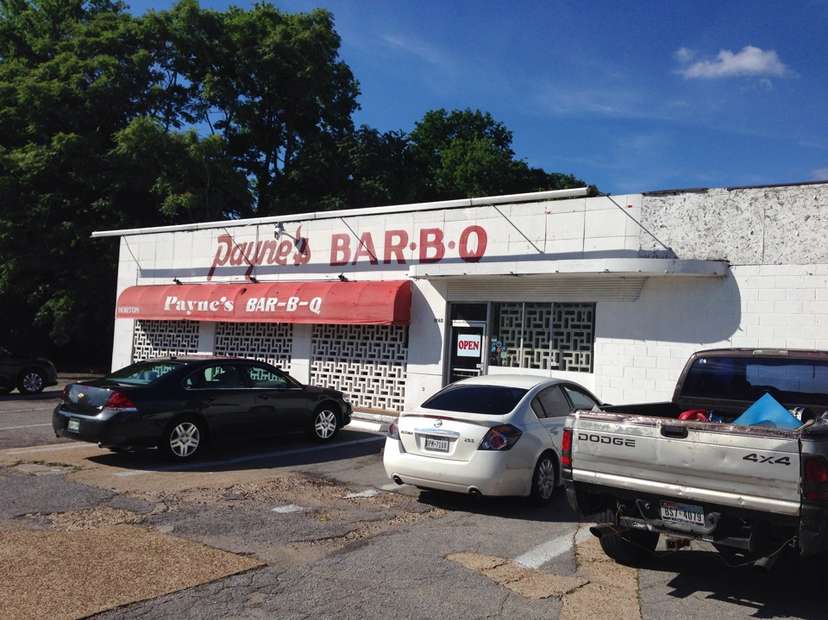 Payne's BAR·B·Q
Payne's BAR-B-Q
OPEN
DODGE
4X4